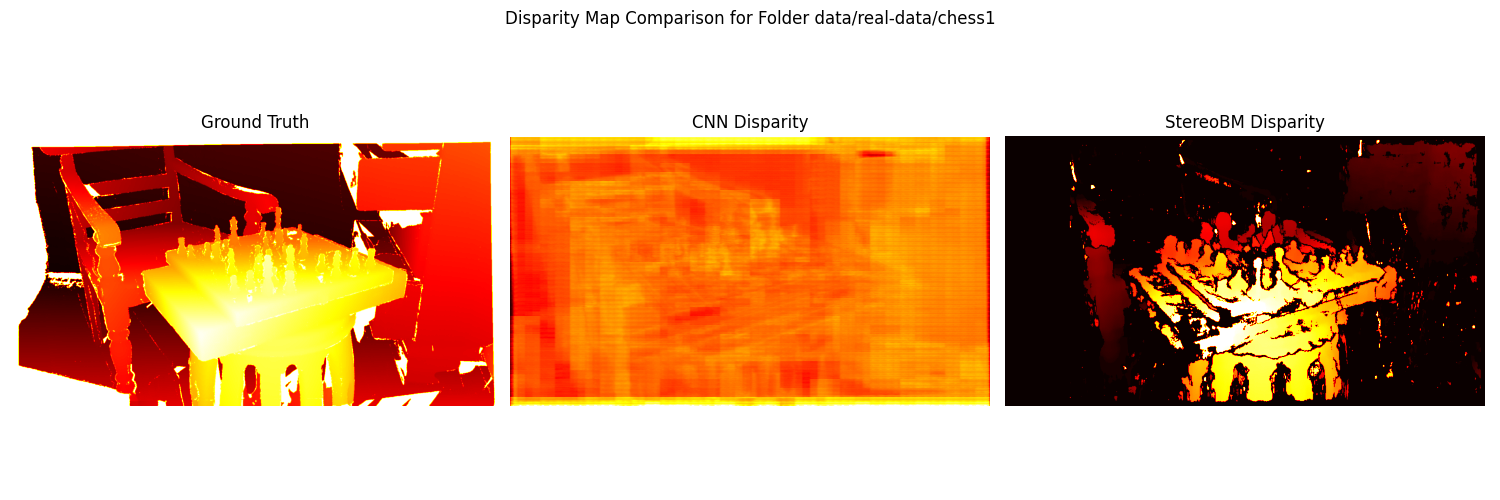 Disparity Map Comparison for Folder data/real-data/chess1
Ground Truth
CNN Disparity
StereoBM Disparity